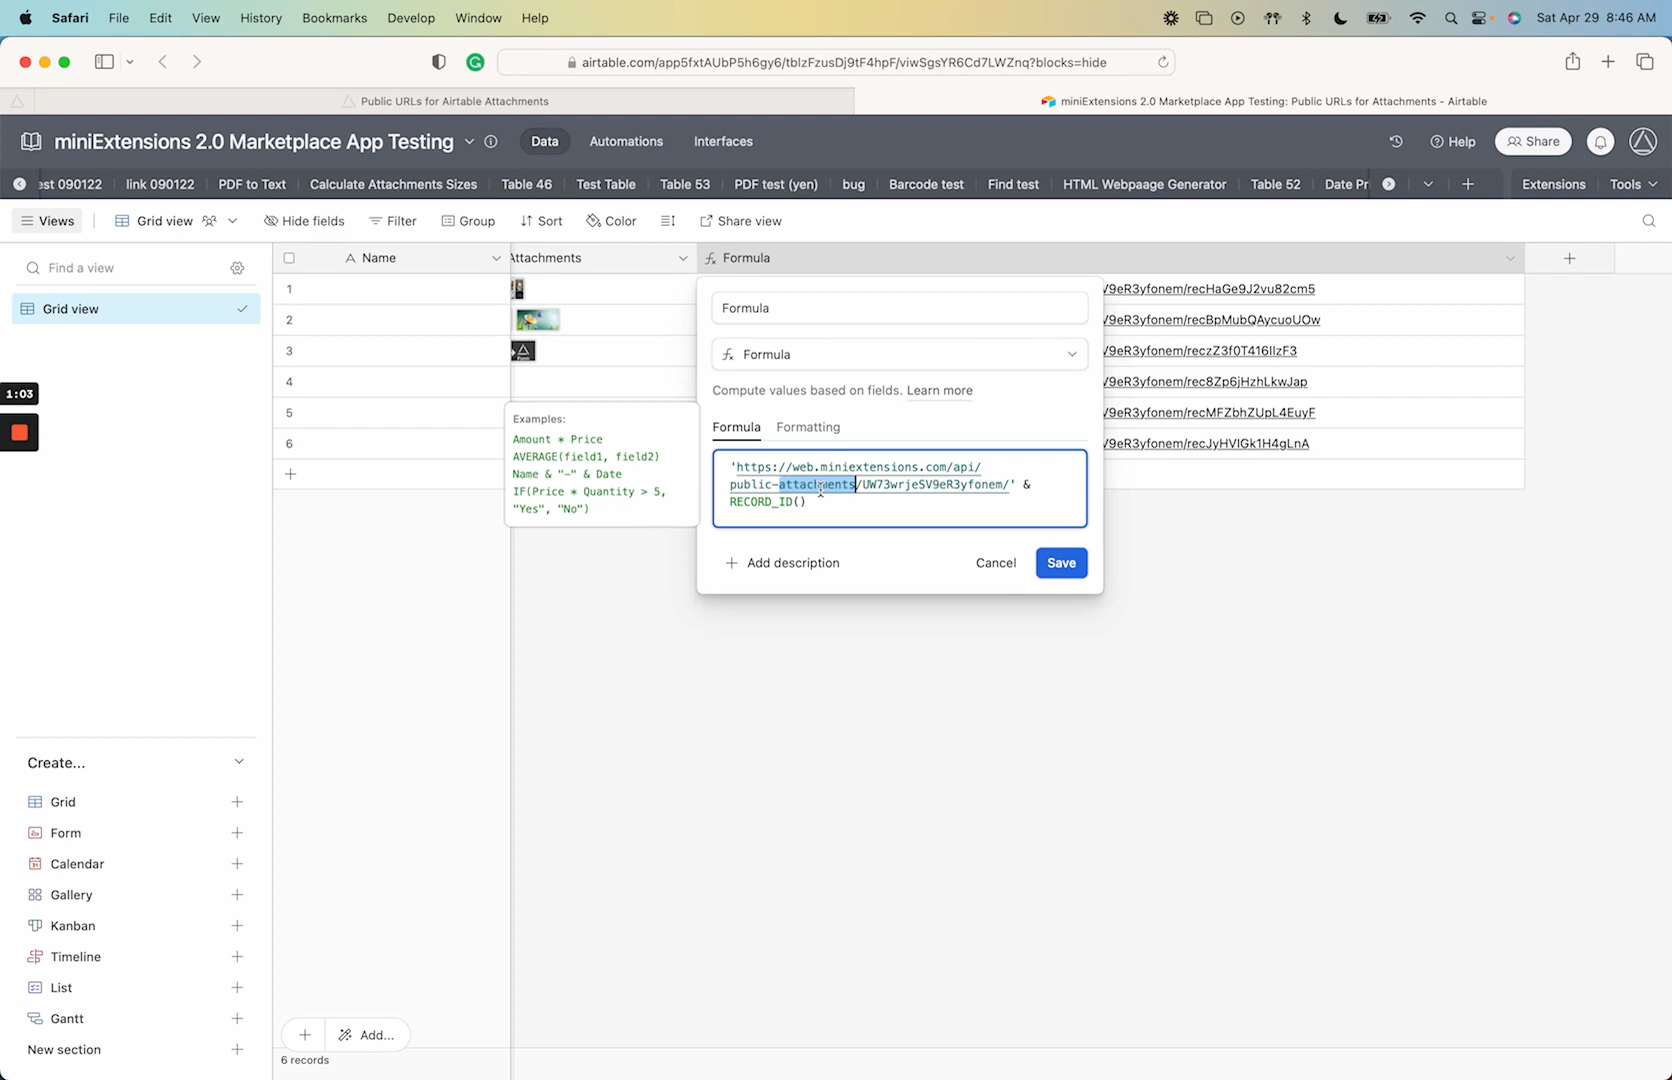 Safari File Edit View History Bookmarks Develop Window Help Sat Apr 29 8:46 AM
airtable.com/app5fxtAUbP5h6gy6/tblzFzusDj9tF4hpF/viwSgsYR6Cd7LWZnq?blocks=hide
Public URLs for Airtable Attachments
miniExtensions 2.0 Marketplace App Testing: Public URLs for Attachments - Airtable
miniExtensions 2.0 Marketplace App Testing Data Automations Interfaces Help Share
est 090122 link 090122 PDF to Text Calculate Attachments Sizes Table 46 Test Table Table 53 PDF test (yen) bug Barcode test Find test HTML Webpaage Generator Table 52 Date Pr Extensions Tools
Views Grid view Hide fields Filter Group Sort Color Share view
Find a view
Grid view
Name Attachments Formula
1 /9eR3yfonem/recHaGe9J2vu82cm5
2 /9eR3yfonem/recBpMubQAycuoUOw
3 /9eR3yfonem/reczZ3f0T416IIzF3
4 /9eR3yfonem/rec8Zp6jHzhLkwJap
5 /9eR3yfonem/recMFZbhZUpL4EuyF
6 /9eR3yfonem/recJyHVIGk1H4gLnA
Formula
Formula
Compute values based on fields. Learn more
Formula Formatting
'https://web.miniextensions.com/api/
public-attachments/UW73wrjeSV9eR3yfonem/' &
RECORD_ID()
Add description Cancel Save
Examples:
Amount * Price
AVERAGE(field1, field2)
Name & "-" & Date
IF(Price * Quantity > 5,
"Yes", "No")
1:03
Create...
Grid
Form
Calendar
Gallery
Kanban
Timeline
List
Gantt
New section
Add...
6 records